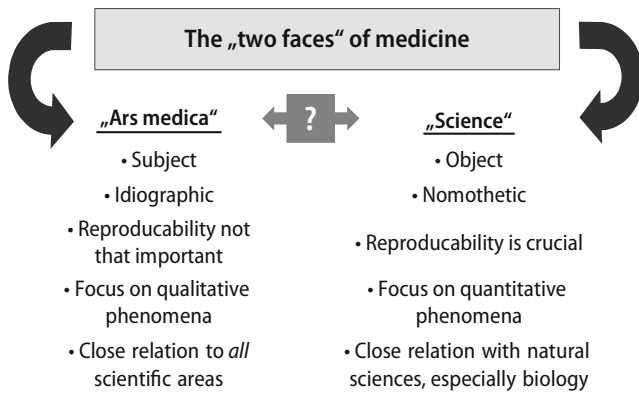 The „two faces“ of medicine
„Ars medica“
• Subject
• Idiographic
• Reproducability not
that important
• Focus on qualitative
phenomena
• Close relation to all
scientific areas
?
„Science“
• Object
• Nomothetic
• Reproducability is crucial
• Focus on quantitative
phenomena
• Close relation with natural
sciences, especially biology